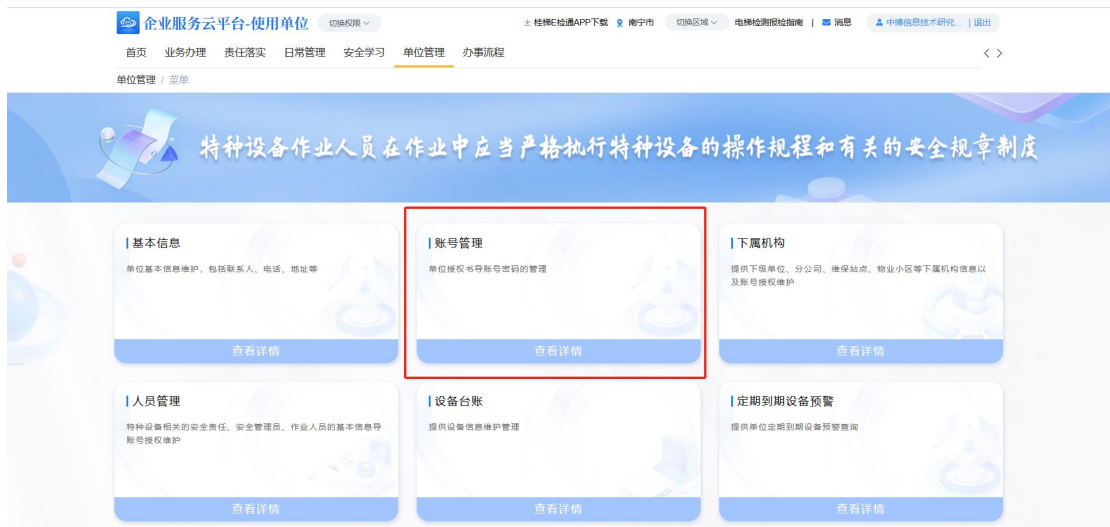 企业服务云平台-使用单位 切换权限 桂梯E检通APP下载 南宁市 切换区域 电梯检测报检指南 | 消息 中博信息技术研究... | 退出
首页 业务办理 责任落实 日常管理 安全学习 单位管理 办事流程
单位管理 / 菜单
特种设备作业人员在作业中应当严格执行特种设备的操作规程和有关的安全规章制度
基本信息
单位基本信息维护，包括联系人、电话、地址等
查看详情
账号管理
单位授权书导账号密码的管理
查看详情
下属机构
提供下级单位、分公司、维保站点、物业小区等下属机构信息以
及账号授权维护
查看详情
人员管理
特种设备相关的安全责任、安全管理员、作业人员的基本信息导
账号授权维护
查看详情
设备台账
提供设备信息维护管理
查看详情
定期到期设备预警
提供单位定期到期设备预警查询
查看详情